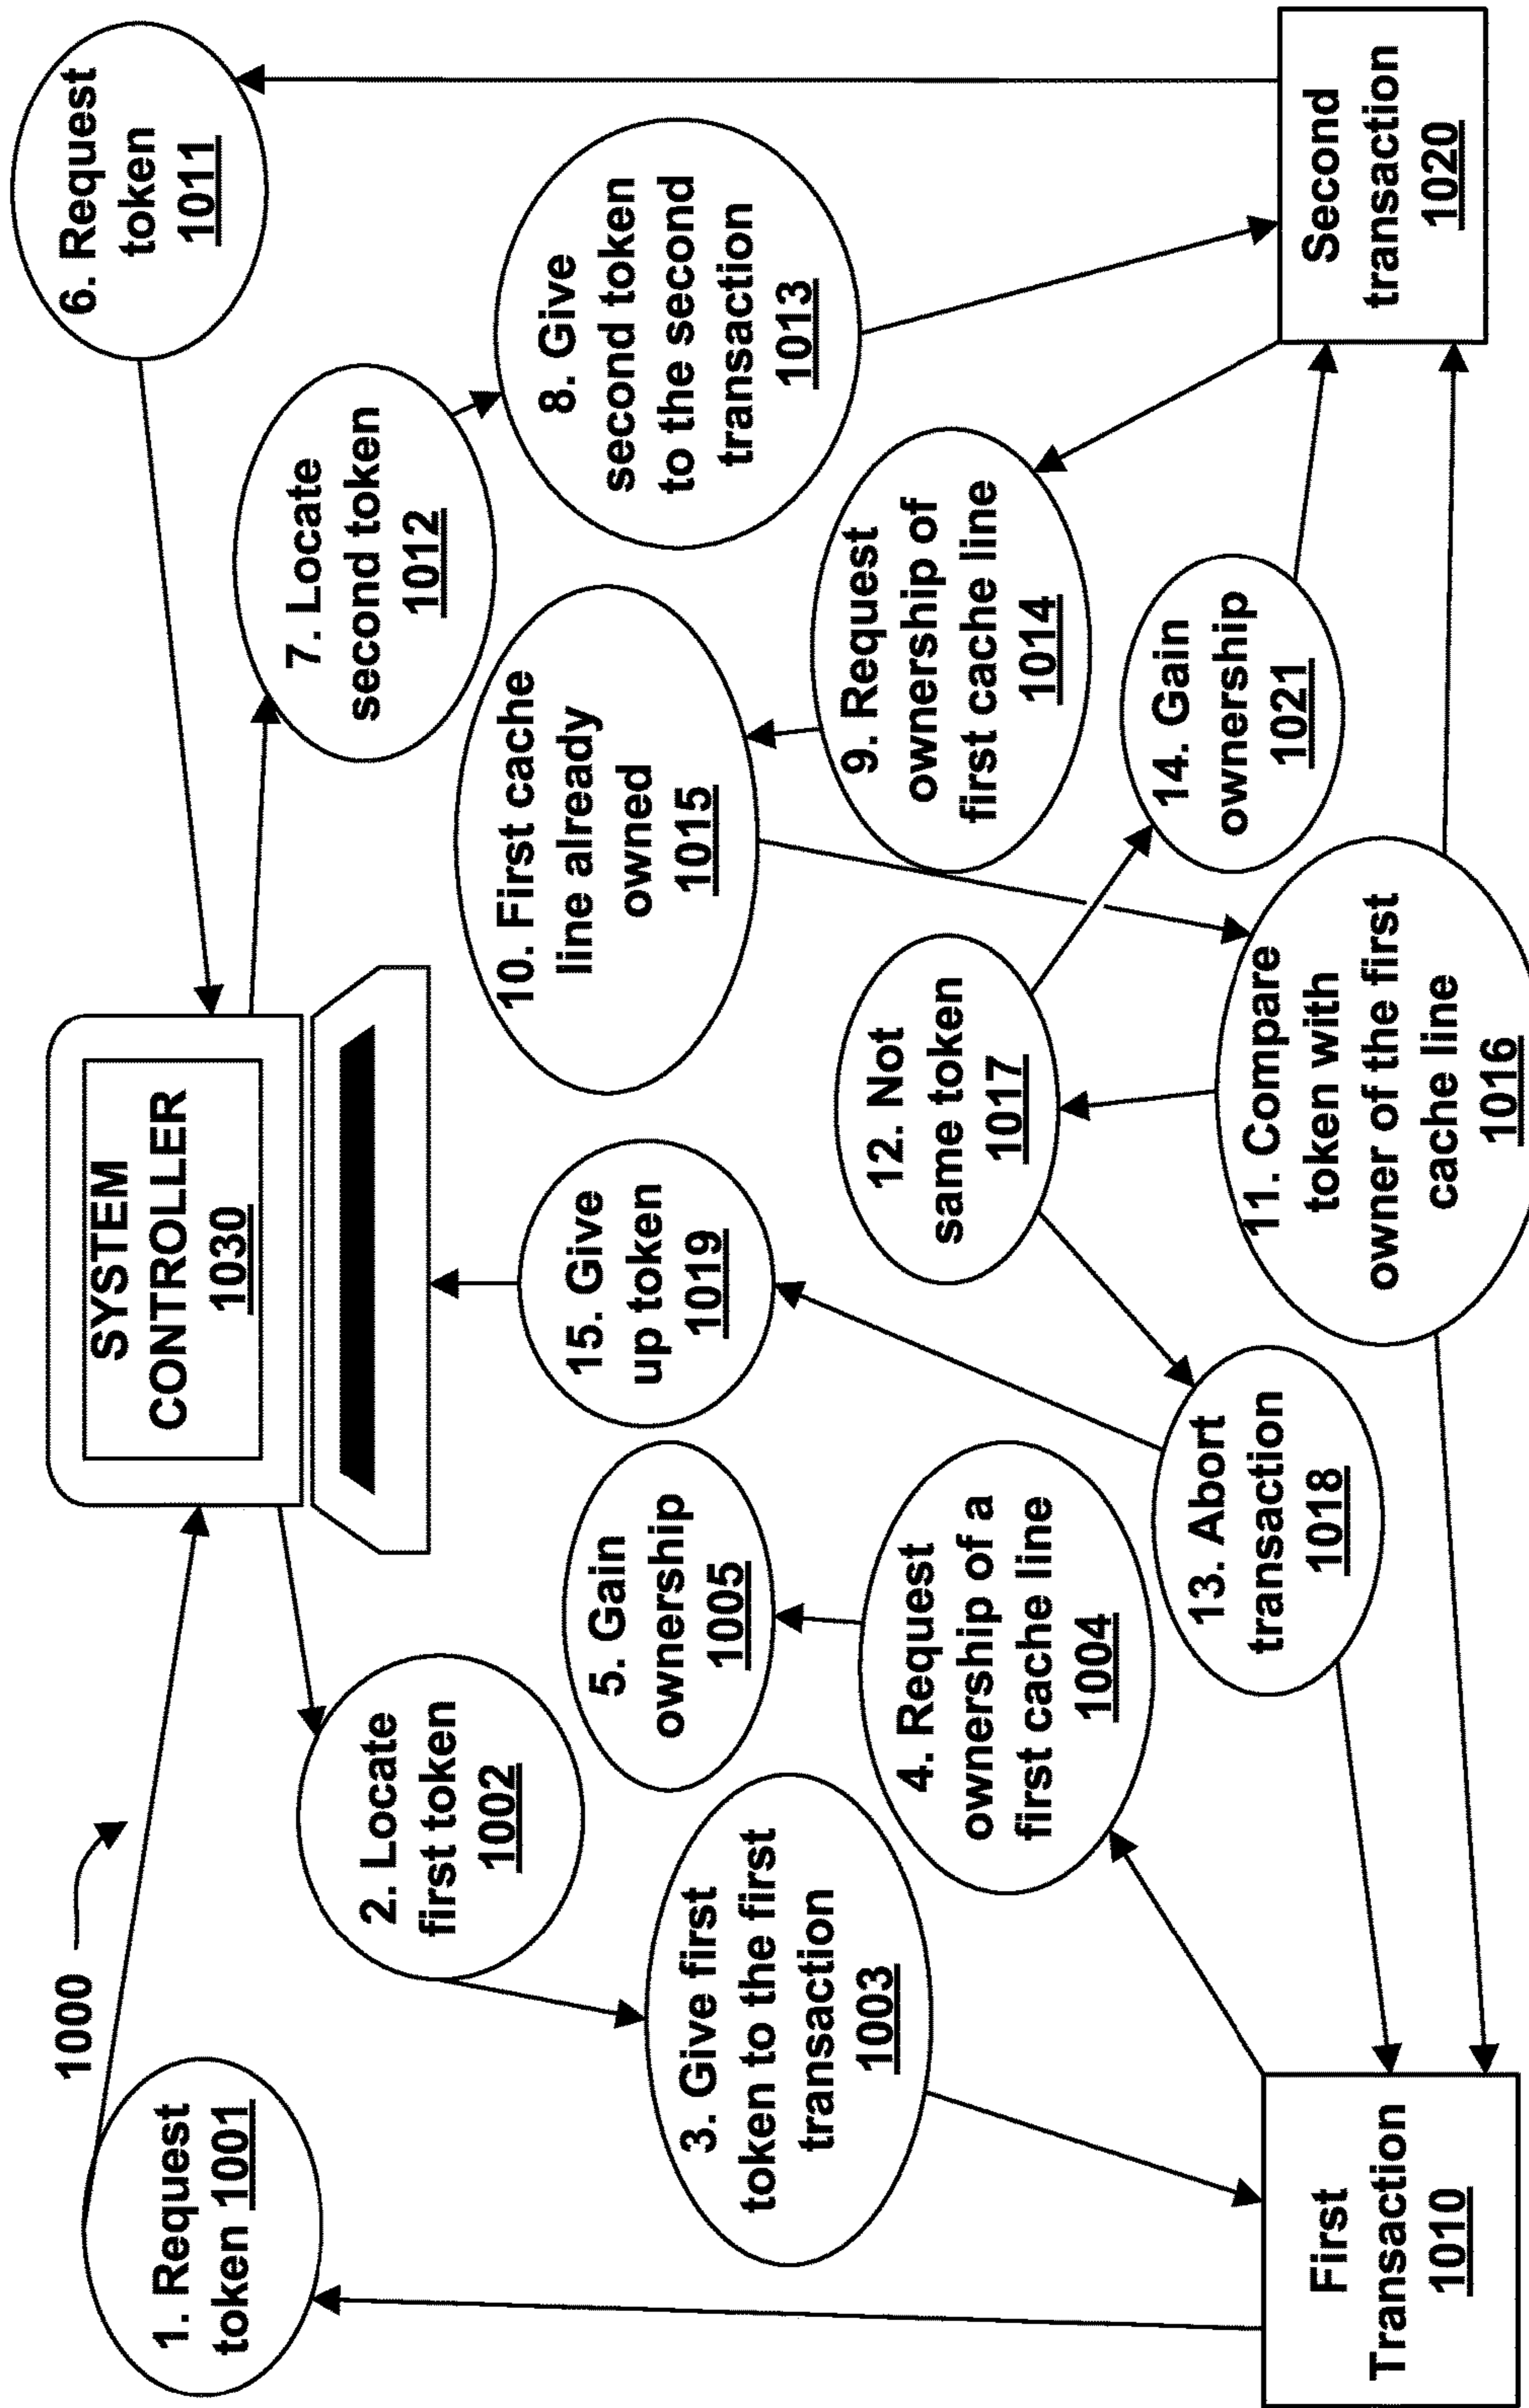 1000
SYSTEM
CONTROLLER
1030
1. Request
token 1001
2. Locate
first token
1002
3. Give first
token to the first
transaction
1003
4. Request
ownership of a
first cache line
1004
5. Gain
ownership
1005
6. Request
token
1011
7. Locate
second token
1012
8. Give
second token
to the second
transaction
1013
9. Request
ownership of
first cache line
1014
10. First cache
line already
owned
1015
11. Compare
token with
owner of the first
cache line
1016
12. Not
same token
1017
13. Abort
transaction
1018
14. Gain
ownership
1021
15. Give
up token
1019
First
Transaction
1010
Second
transaction
1020